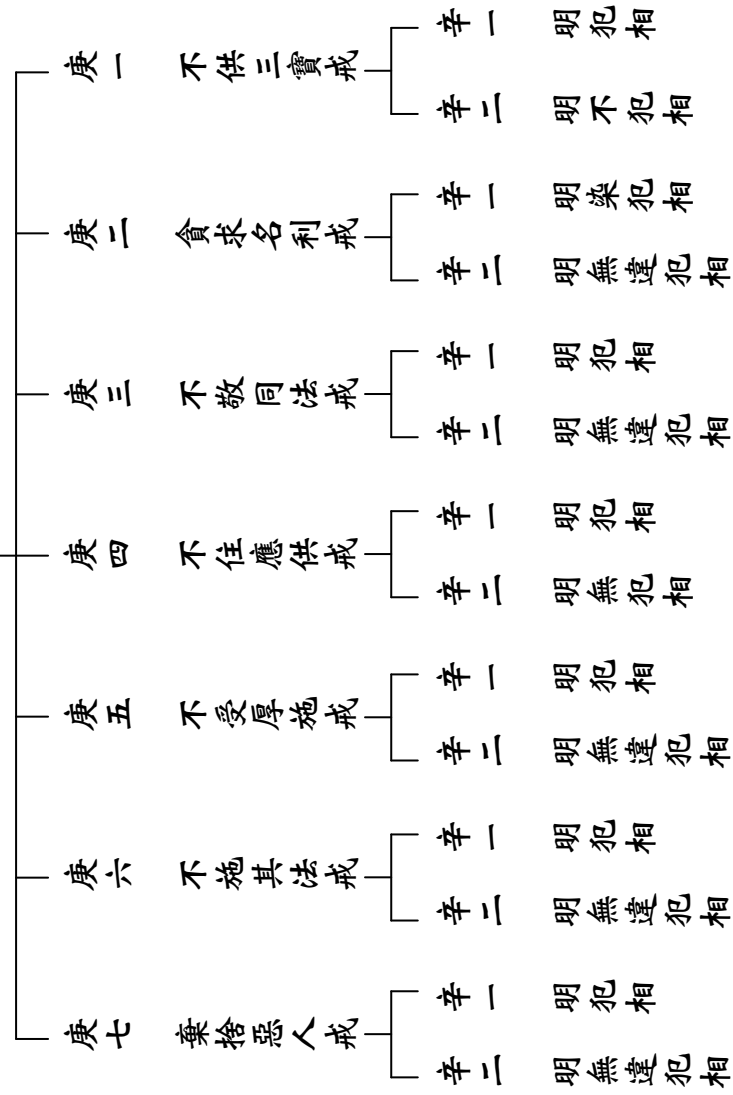 庚一 不供三寶戒
辛一 明犯相
辛二 明不犯相
庚二 貪求名利戒
辛一 明染犯相
辛二 明無違犯相
庚三 不敬同法戒
辛一 明犯相
辛二 明無違犯相
庚四 不住應供戒
辛一 明犯相
辛二 明無犯相
庚五 不受厚施戒
辛一 明犯相
辛二 明無違犯相
庚六 不施其法戒
辛一 明犯相
辛二 明無違犯相
庚七 棄捨惡人戒
辛一 明犯相
辛二 明無違犯相